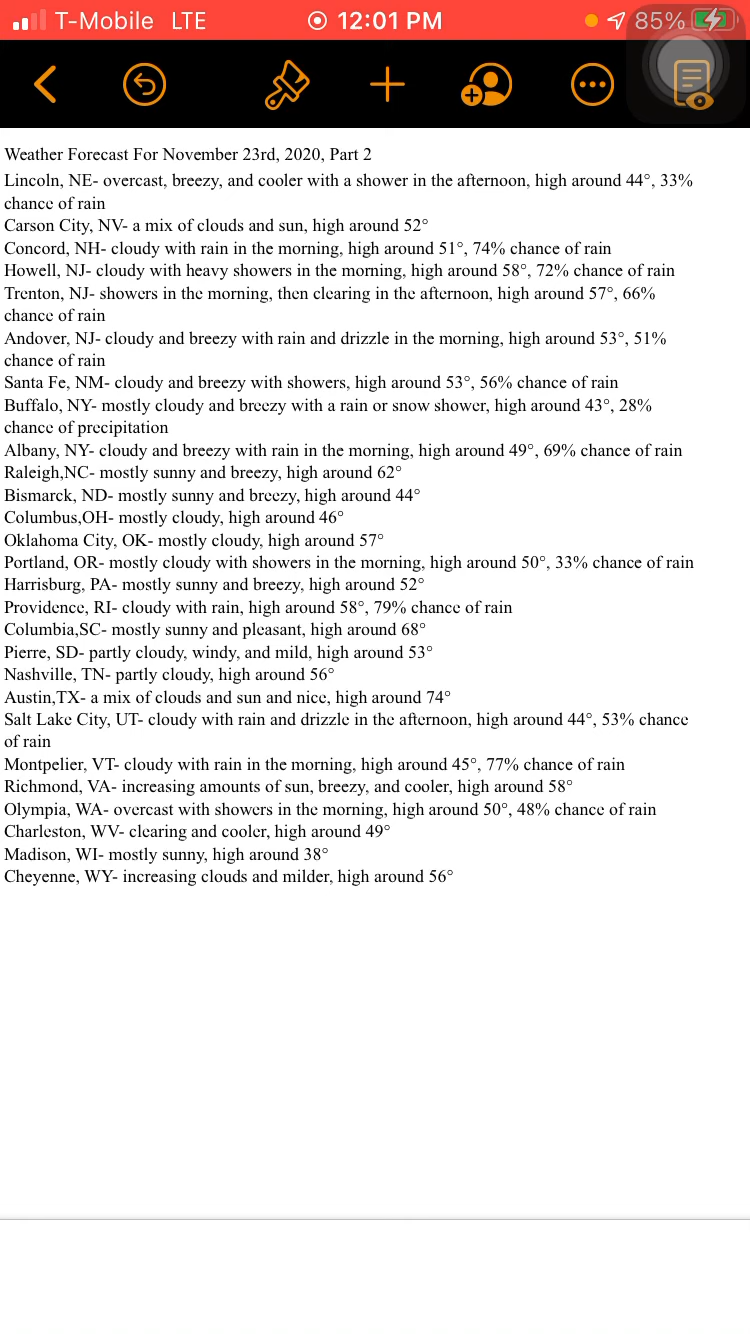 T-Mobile LTE 12:01 PM 85%
Weather Forecast For November 23rd, 2020, Part 2
Lincoln, NE- overcast, breezy, and cooler with a shower in the afternoon, high around 44°, 33%
chance of rain
Carson City, NV- a mix of clouds and sun, high around 52°
Concord, NH- cloudy with rain in the morning, high around 51°, 74% chance of rain
Howell, NJ- cloudy with heavy showers in the morning, high around 58°, 72% chance of rain
Trenton, NJ- showers in the morning, then clearing in the afternoon, high around 57°, 66%
chance of rain
Andover, NJ- cloudy and breezy with rain and drizzle in the morning, high around 53°, 51%
chance of rain
Santa Fe, NM- cloudy and breezy with showers, high around 53°, 56% chance of rain
Buffalo, NY- mostly cloudy and breezy with a rain or snow shower, high around 43°, 28%
chance of precipitation
Albany, NY- cloudy and breezy with rain in the morning, high around 49°, 69% chance of rain
Raleigh,NC- mostly sunny and breezy, high around 62°
Bismarck, ND- mostly sunny and breezy, high around 44°
Columbus,OH- mostly cloudy, high around 46°
Oklahoma City, OK- mostly cloudy, high around 57°
Portland, OR- mostly cloudy with showers in the morning, high around 50°, 33% chance of rain
Harrisburg, PA- mostly sunny and breezy, high around 52°
Providence, RI- cloudy with rain, high around 58°, 79% chance of rain
Columbia,SC- mostly sunny and pleasant, high around 68°
Pierre, SD- partly cloudy, windy, and mild, high around 53°
Nashville, TN- partly cloudy, high around 56°
Austin,TX- a mix of clouds and sun and nice, high around 74°
Salt Lake City, UT- cloudy with rain and drizzle in the afternoon, high around 44°, 53% chance
of rain
Montpelier, VT- cloudy with rain in the morning, high around 45°, 77% chance of rain
Richmond, VA- increasing amounts of sun, breezy, and cooler, high around 58°
Olympia, WA- overcast with showers in the morning, high around 50°, 48% chance of rain
Charleston, WV- clearing and cooler, high around 49°
Madison, WI- mostly sunny, high around 38°
Cheyenne, WY- increasing clouds and milder, high around 56°